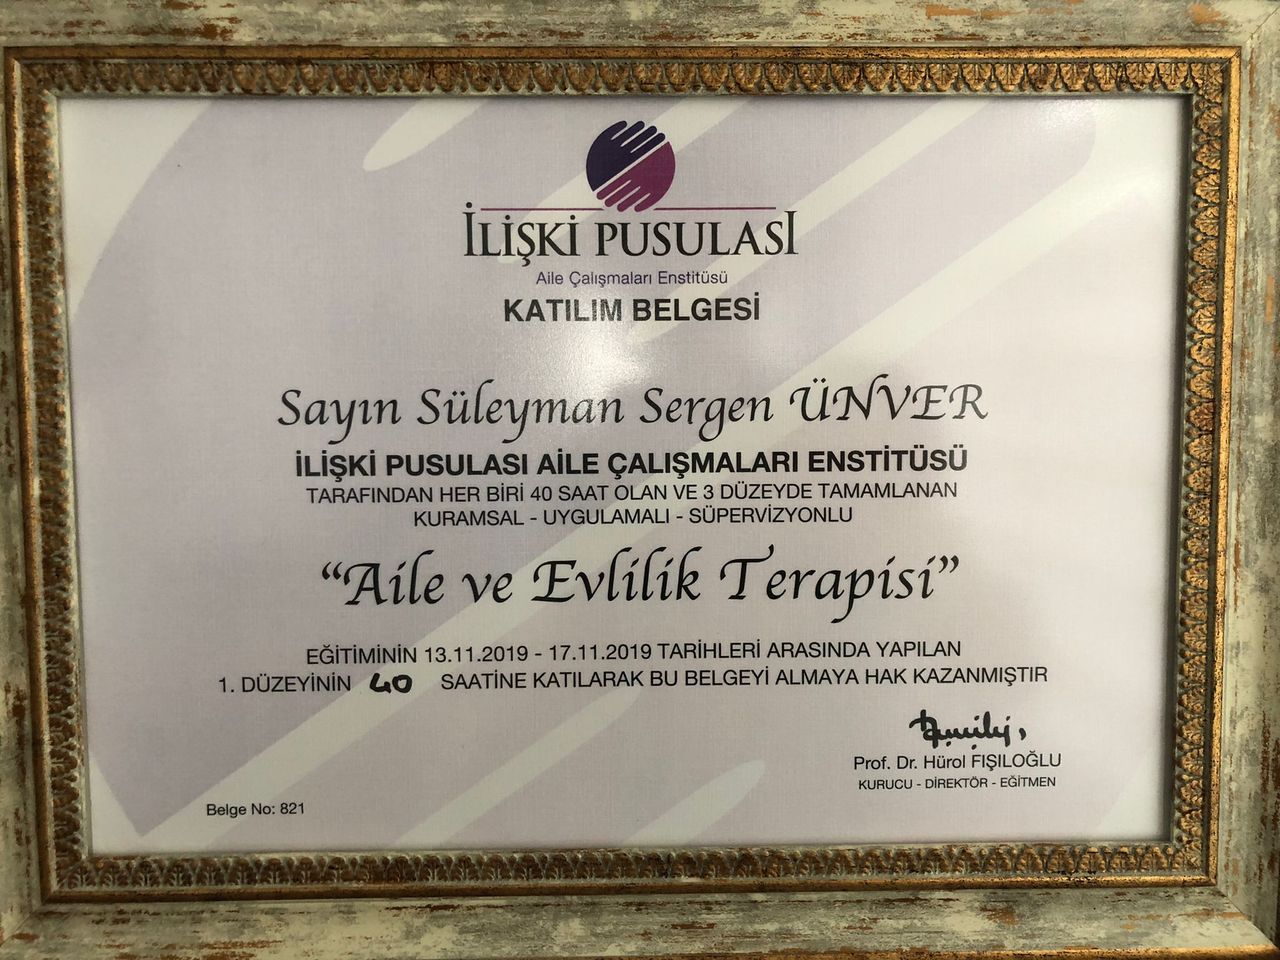 İLİŞKİ PUSULASI
Aile Çalışmaları Enstitüsü
KATILIM BELGESİ
Sayın Süleyman Sergen ÜNVER
İLİŞKİ PUSULASI AİLE ÇALIŞMALARI ENSTİTÜSÜ
TARAFINDAN HER BİRİ 40 SAAT OLAN VE 3 DÜZEYDE TAMAMLANAN
KURAMSAL - UYGULAMALI - SÜPERVİZYONLU
“Aile ve Evlilik Terapisi”
EĞİTİMİNİN 13.11.2019 - 17.11.2019 TARİHLERİ ARASINDA YAPILAN
1. DÜZEYİNİN 40 SAATİNE KATILARAK BU BELGEYİ ALMAYA HAK KAZANMIŞTIR
Prof. Dr. Hürol FIŞILOĞLU
KURUCU - DİREKTÖR - EĞİTMEN
Belge No: 821